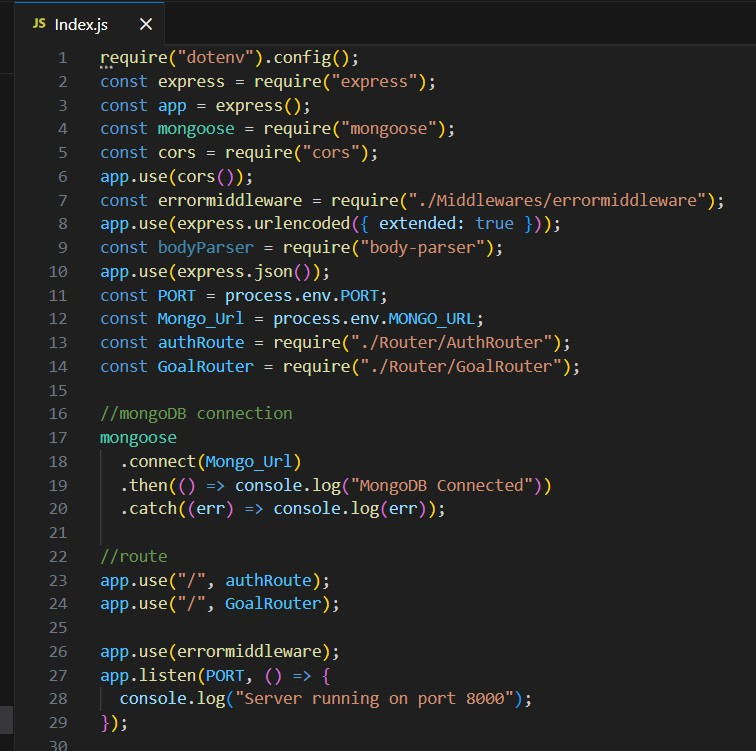 JS Index.js ×
1 require("dotenv").config();
2 const express = require("express");
3 const app = express();
4 const mongoose = require("mongoose");
5 const cors = require("cors");
6 app.use(cors());
7 const errormiddleware = require("./Middlewares/errormiddleware");
8 app.use(express.urlencoded({ extended: true }));
9 const bodyParser = require("body-parser");
10 app.use(express.json());
11 const PORT = process.env.PORT;
12 const Mongo_Url = process.env.MONGO_URL;
13 const authRoute = require("./Router/AuthRouter");
14 const GoalRouter = require("./Router/GoalRouter");
15
16 //mongoDB connection
17 mongoose
18   .connect(Mongo_Url)
19   .then(() => console.log("MongoDB Connected"))
20   .catch((err) => console.log(err));
21
22 //route
23 app.use("/", authRoute);
24 app.use("/", GoalRouter);
25
26 app.use(errormiddleware);
27 app.listen(PORT, () => {
28   console.log("Server running on port 8000");
29 });
30